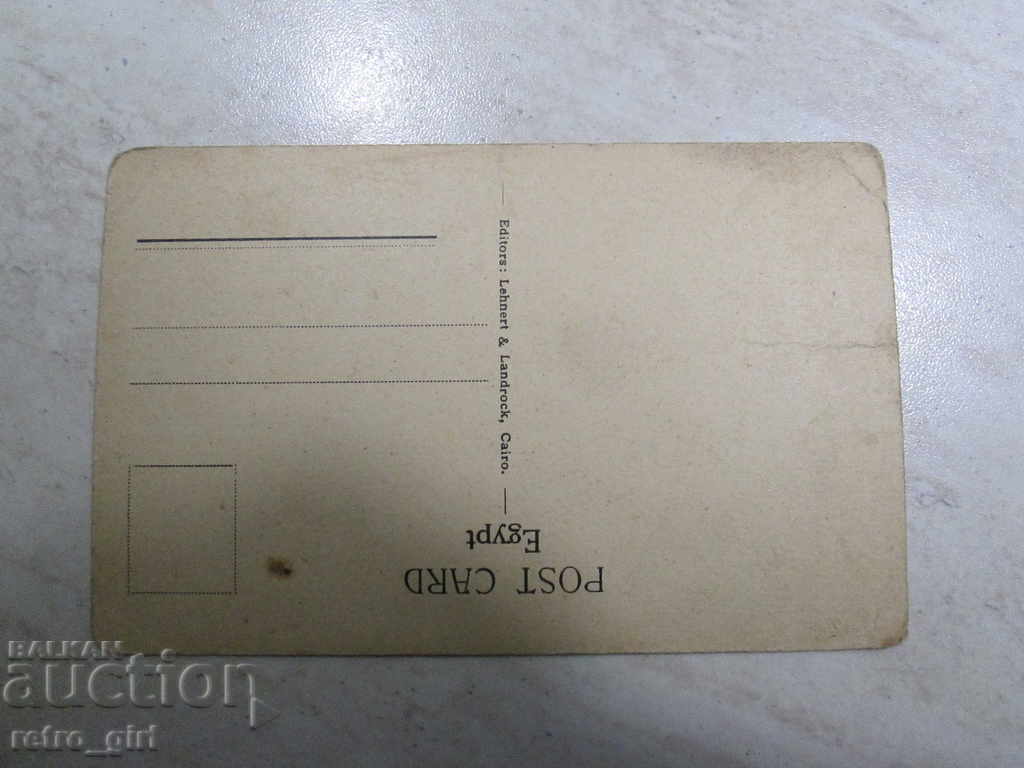 POST CARD
Egypt
Editors: Lehnert & Landrock, Cairo.
BALKAN
auction
retro_girl